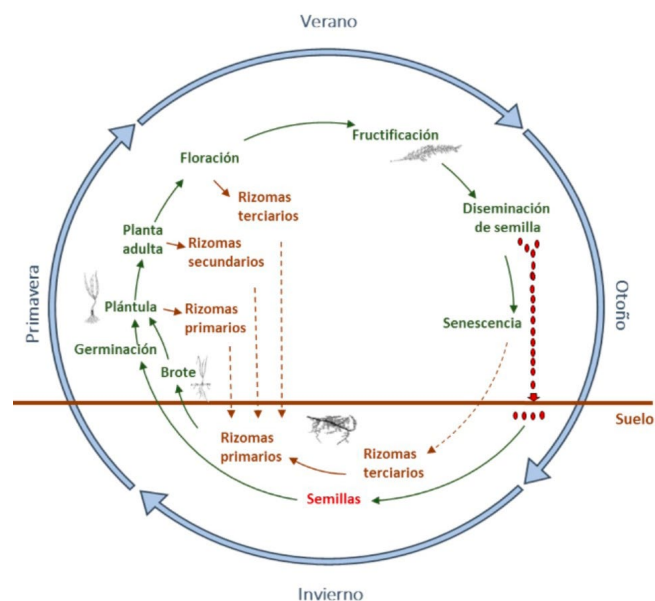 Verano
Fructificación
Floración
Rizomas
terciarios
Diseminación
de semilla
Planta
adulta
Rizomas
secundarios
Primavera
Otoño
Plántula
Rizomas
primarios
Senescencia
Germinación
Brote
Suelo
Rizomas
primarios
Rizomas
terciarios
Semillas
Invierno